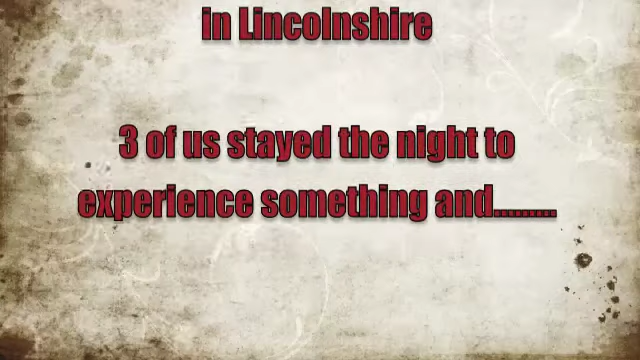 in Lincolnshire
3 of us stayed the night to
experience something and.........